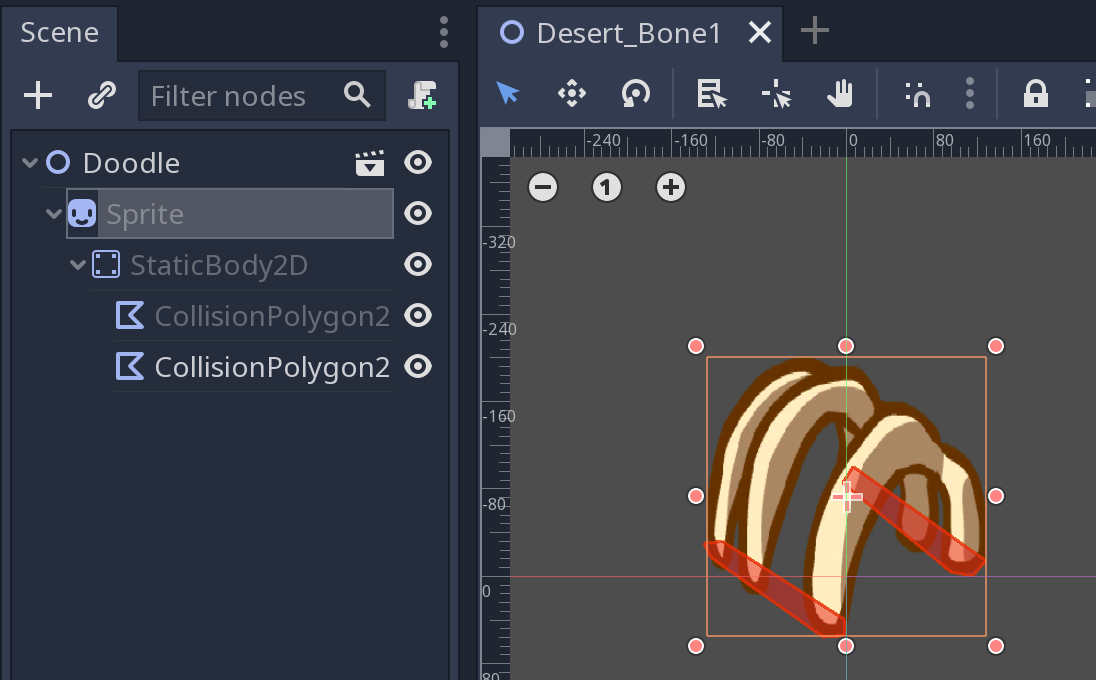 Scene
Desert_Bone1
Filter nodes
Doodle
Sprite
StaticBody2D
CollisionPolygon2
CollisionPolygon2
-240 -160 -80 0 80 160
1
-320
-240
-160
-80
0
80